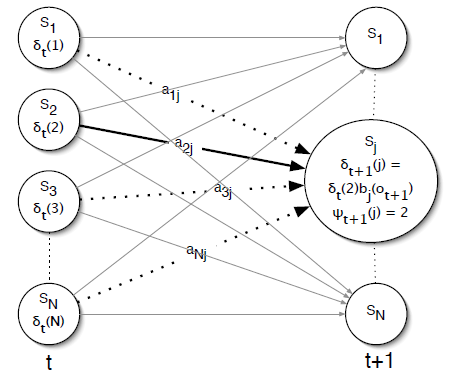 S1
δt(1)
S2
δt(2)
S3
δt(3)
SN
δt(N)
t
a1j
a2j
a3j
aNj
S1
Sj
δt+1(j) =
δt(2)bj(ot+1)
Ψt+1(j) = 2
SN
t+1